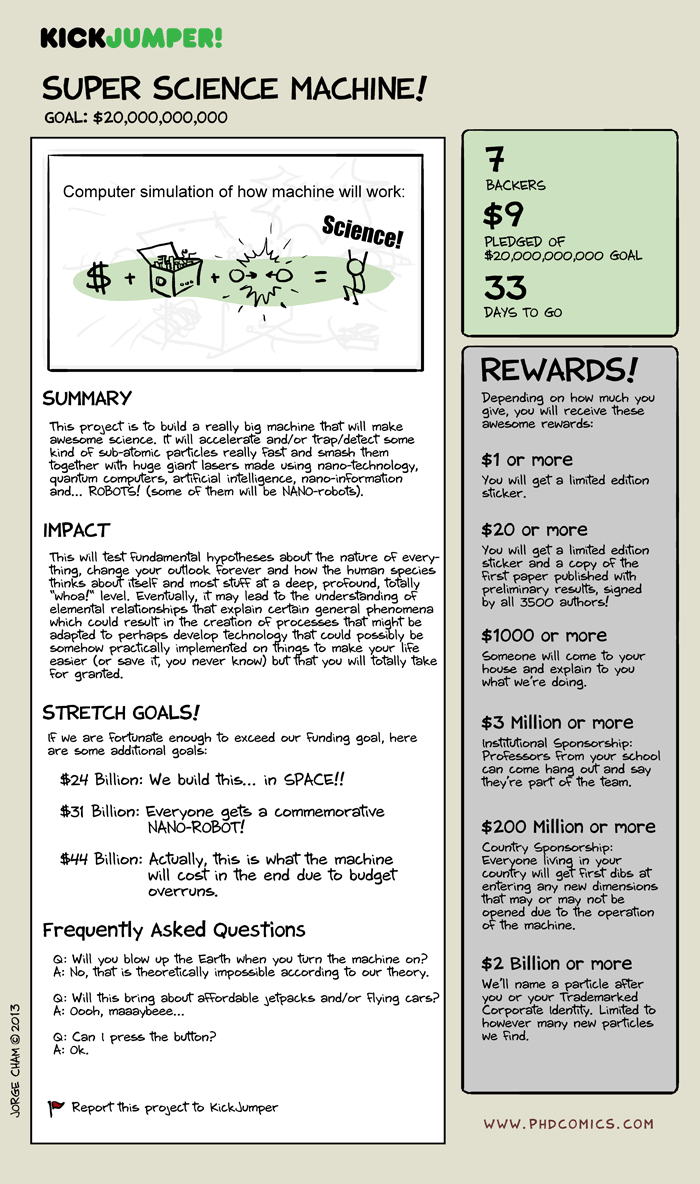 KICKJUMPER!
SUPER SCIENCE MACHINE!
GOAL: $20,000,000,000
Computer simulation of how machine will work:
Science!
$ + + =
SUMMARY
This project is to build a really big machine that will make
awesome science. It will accelerate and/or trap/detect some
kind of sub-atomic particles really fast and smash them
together with huge giant lasers made using nano-technology,
quantum computers, artificial intelligence, nano-information
and... ROBOTS! (some of them will be NANO-robots).
IMPACT
This will test fundamental hypotheses about the nature of every-
thing, change your outlook forever and how the human species
thinks about itself and most stuff at a deep, profound, totally
"whoa!" level. Eventually, it may lead to the understanding of
elemental relationships that explain certain general phenomena
which could result in the creation of processes that might be
adapted to perhaps develop technology that could possibly be
somehow practically implemented on things to make your life
easier (or save it, you never know) but that you will totally take
for granted.
STRETCH GOALS!
If we are fortunate enough to exceed our funding goal, here
are some additional goals:
$24 Billion: We build this... in SPACE!!
$31 Billion: Everyone gets a commemorative
NANO-ROBOT!
$44 Billion: Actually, this is what the machine
will cost in the end due to budget
overruns.
Frequently Asked Questions
Q: Will you blow up the Earth when you turn the machine on?
A: No, that is theoretically impossible according to our theory.
Q: Will this bring about affordable jetpacks and/or flying cars?
A: Oooh, maaaybeee...
Q: Can I press the button?
A: Ok.
Report this project to KickJumper
JORGE CHAM © 2013
7
BACKERS
$9
PLEDGED OF
$20,000,000,000 GOAL
33
DAYS TO GO
REWARDS!
Depending on how much you
give, you will receive these
awesome rewards:
$1 or more
You will get a limited edition
sticker.
$20 or more
You will get a limited edition
sticker and a copy of the
first paper published with
preliminary results, signed
by all 3500 authors!
$1000 or more
Someone will come to your
house and explain to you
what we're doing.
$3 Million or more
Institutional Sponsorship:
Professors from your school
can come hang out and say
they're part of the team.
$200 Million or more
Country Sponsorship:
Everyone living in your
country will get first dibs at
entering any new dimensions
that may or may not be
opened due to the operation
of the machine.
$2 Billion or more
We'll name a particle after
you or your Trademarked
Corporate Identity. Limited to
however many new particles
we find.
WWW.PHDCOMICS.COM